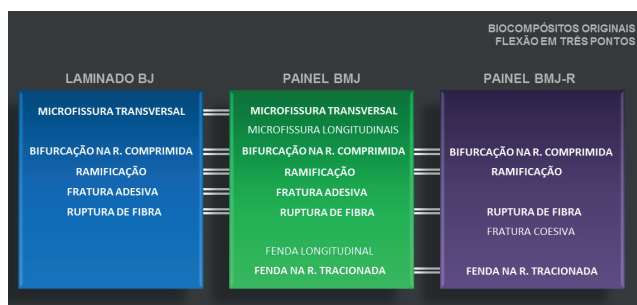 BIOCOMPÓSITOS ORIGINAIS
FLEXÃO EM TRÊS PONTOS
LAMINADO BJ
MICROFISSURA TRANSVERSAL
BIFURCAÇÃO NA R. COMPRIMIDA
RAMIFICAÇÃO
FRATURA ADESIVA
RUPTURA DE FIBRA
PAINEL BMJ
MICROFISSURA TRANSVERSAL
MICROFISSURA LONGITUDINAIS
BIFURCAÇÃO NA R. COMPRIMIDA
RAMIFICAÇÃO
FRATURA ADESIVA
RUPTURA DE FIBRA
FENDA LONGITUDINAL
FENDA NA R. TRACIONADA
PAINEL BMJ-R
BIFURCAÇÃO NA R. COMPRIMIDA
RAMIFICAÇÃO
RUPTURA DE FIBRA
FRATURA COESIVA
FENDA NA R. TRACIONADA